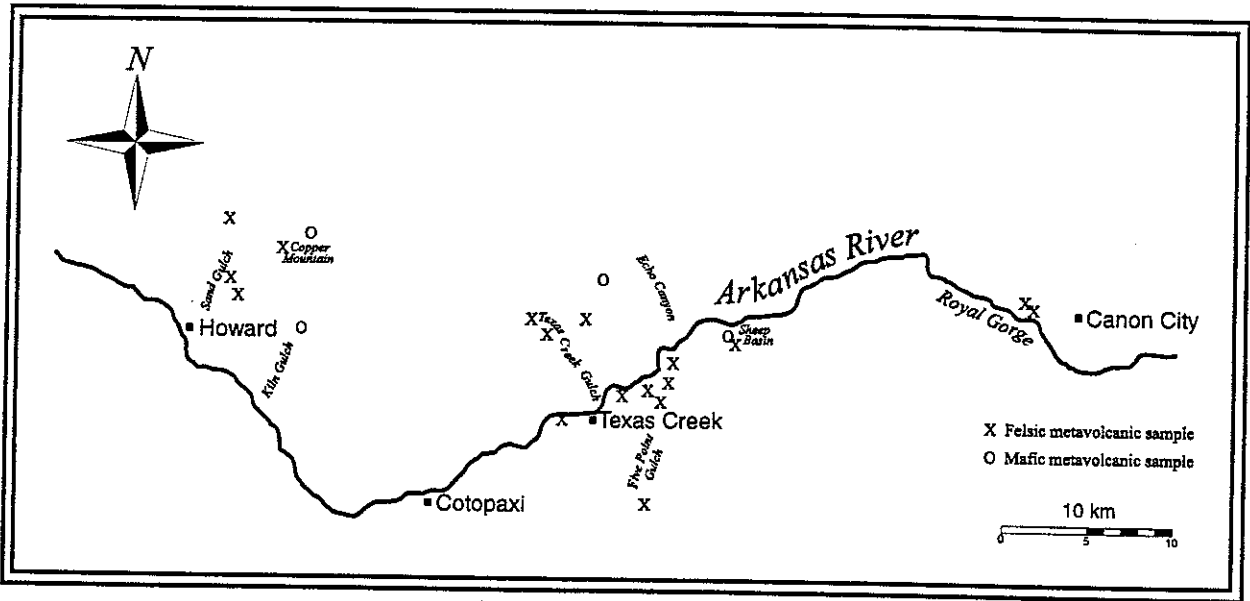 N
X
O
X Copper
Mountain
Sand Gulch
X
X
Howard
O
Kiln Gulch
O
Echo Canyon
Arkansas River
X
Texas Creek Gulch
X
X
O Sheep
X Basin
Royal Gorge
X
X
Canon City
X
X
X
X
X
X
Texas Creek
Five Point
Gulch
X
Cotopaxi
X Felsic metavolcanic sample
O Mafic metavolcanic sample
10 km
0 5 10